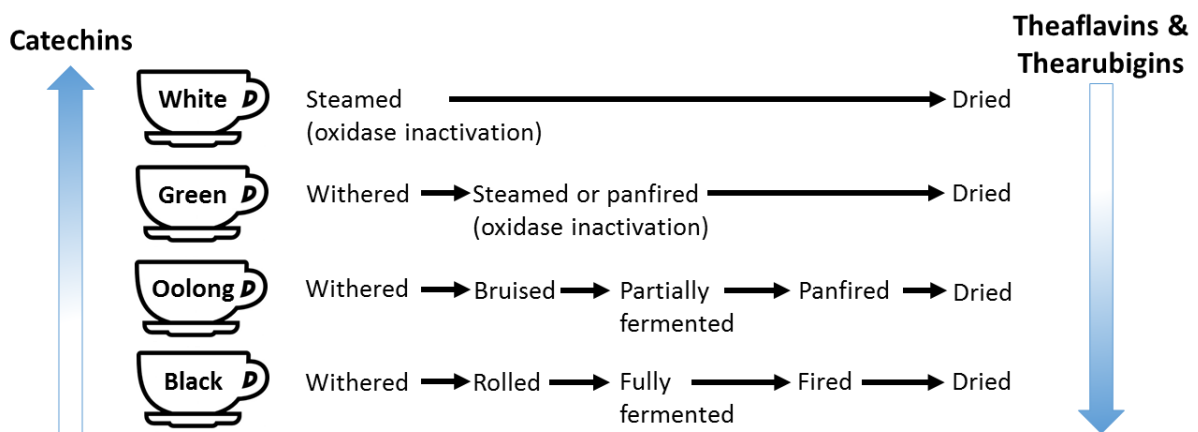 Catechins
Theaflavins &
Thearubigins
White
Steamed
(oxidase inactivation)
Dried
Green
Withered
Steamed or panfired
(oxidase inactivation)
Dried
Oolong
Withered
Bruised
Partially
fermented
Panfired
Dried
Black
Withered
Rolled
Fully
fermented
Fired
Dried